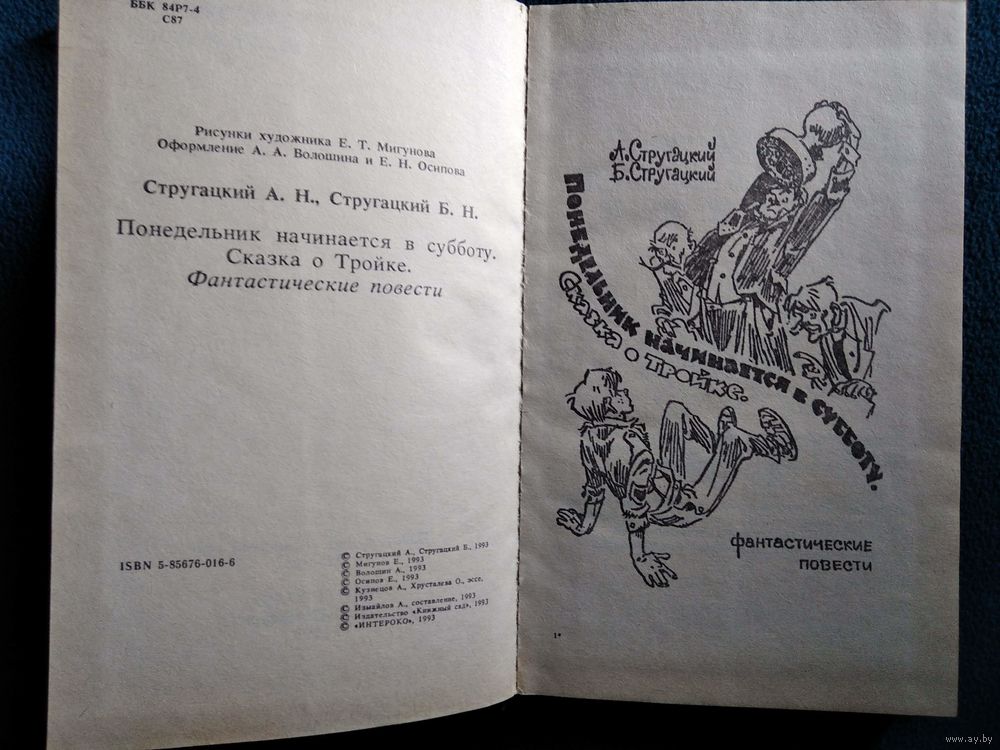 ББК 84Р7-4
С87
Рисунки художника Е. Т. Мигунова
Оформление А. А. Волошина и Е. Н. Осипова
Стругацкий А. Н., Стругацкий Б. Н.
Понедельник начинается в субботу.
Сказка о Тройке.
Фантастические повести
ISBN 5-85676-016-6
© Стругацкий А., Стругацкий Б., 1993
© Мигунов Е., 1993
© Волошин А., 1993
© Осипов Е., 1993
© Кузнецов А., Хрусталева О., эссе,
1993
© Измайлов А., составление, 1993
© Издательство «Книжный сад», 1993
© «ИНТЕРОКО», 1993
А. Стругацкий
Б. Стругацкий
Понедельник начинается в субботу.
Сказка о тройке.
фантастические
повести
1*
www.ay.by